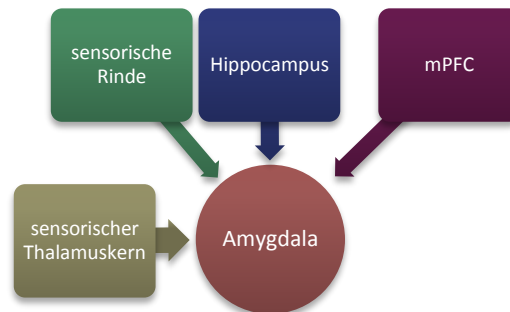 sensorische
Rinde
Hippocampus
mPFC
sensorischer
Thalamuskern
Amygdala